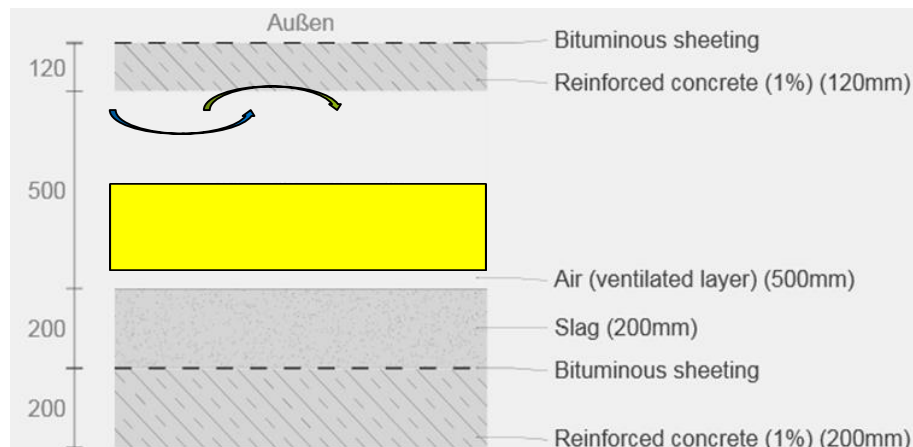 Außen
Bituminous sheeting
120
Reinforced concrete (1%) (120mm)
500
Air (ventilated layer) (500mm)
200
Slag (200mm)
Bituminous sheeting
200
Reinforced concrete (1%) (200mm)